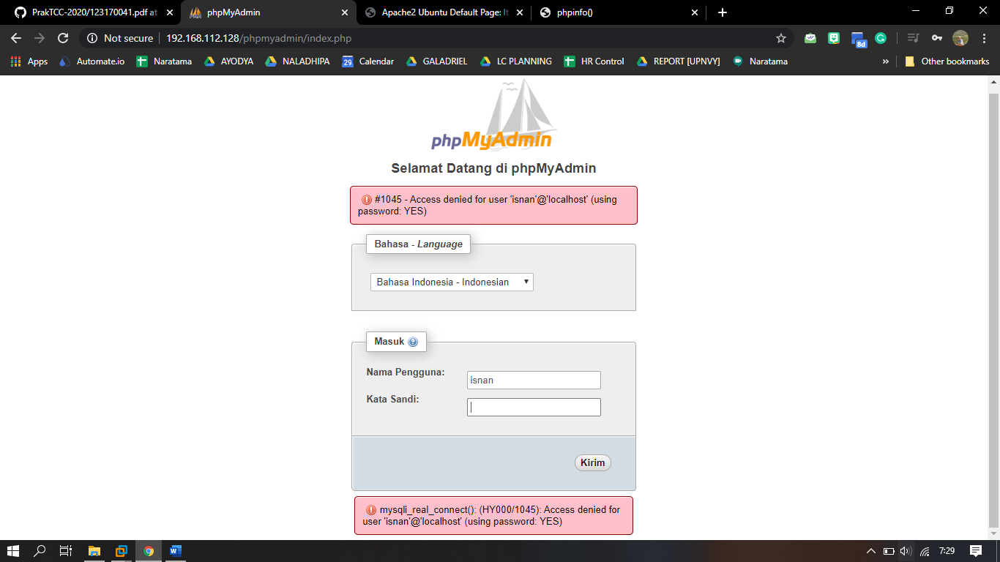 PrakTCC-2020/123170041.pdf at
phpMyAdmin
Apache2 Ubuntu Default Page: It
phpinfo()
Not secure
192.168.112.128/phpmyadmin/index.php
8d
Apps
Automate.io
Naratama
AYODYA
NALADHIPA
29
Calendar
GALADRIEL
LC PLANNING
HR Control
REPORT [UPNVY]
Naratama
»
Other bookmarks
phpMyAdmin
Selamat Datang di phpMyAdmin
#1045 - Access denied for user 'isnan'@'localhost' (using
password: YES)
Bahasa - Language
Bahasa Indonesia - Indonesian
Masuk
Nama Pengguna:
isnan
Kata Sandi:
Kirim
mysqli_real_connect(): (HY000/1045): Access denied for
user 'isnan'@'localhost' (using password: YES)
7:29